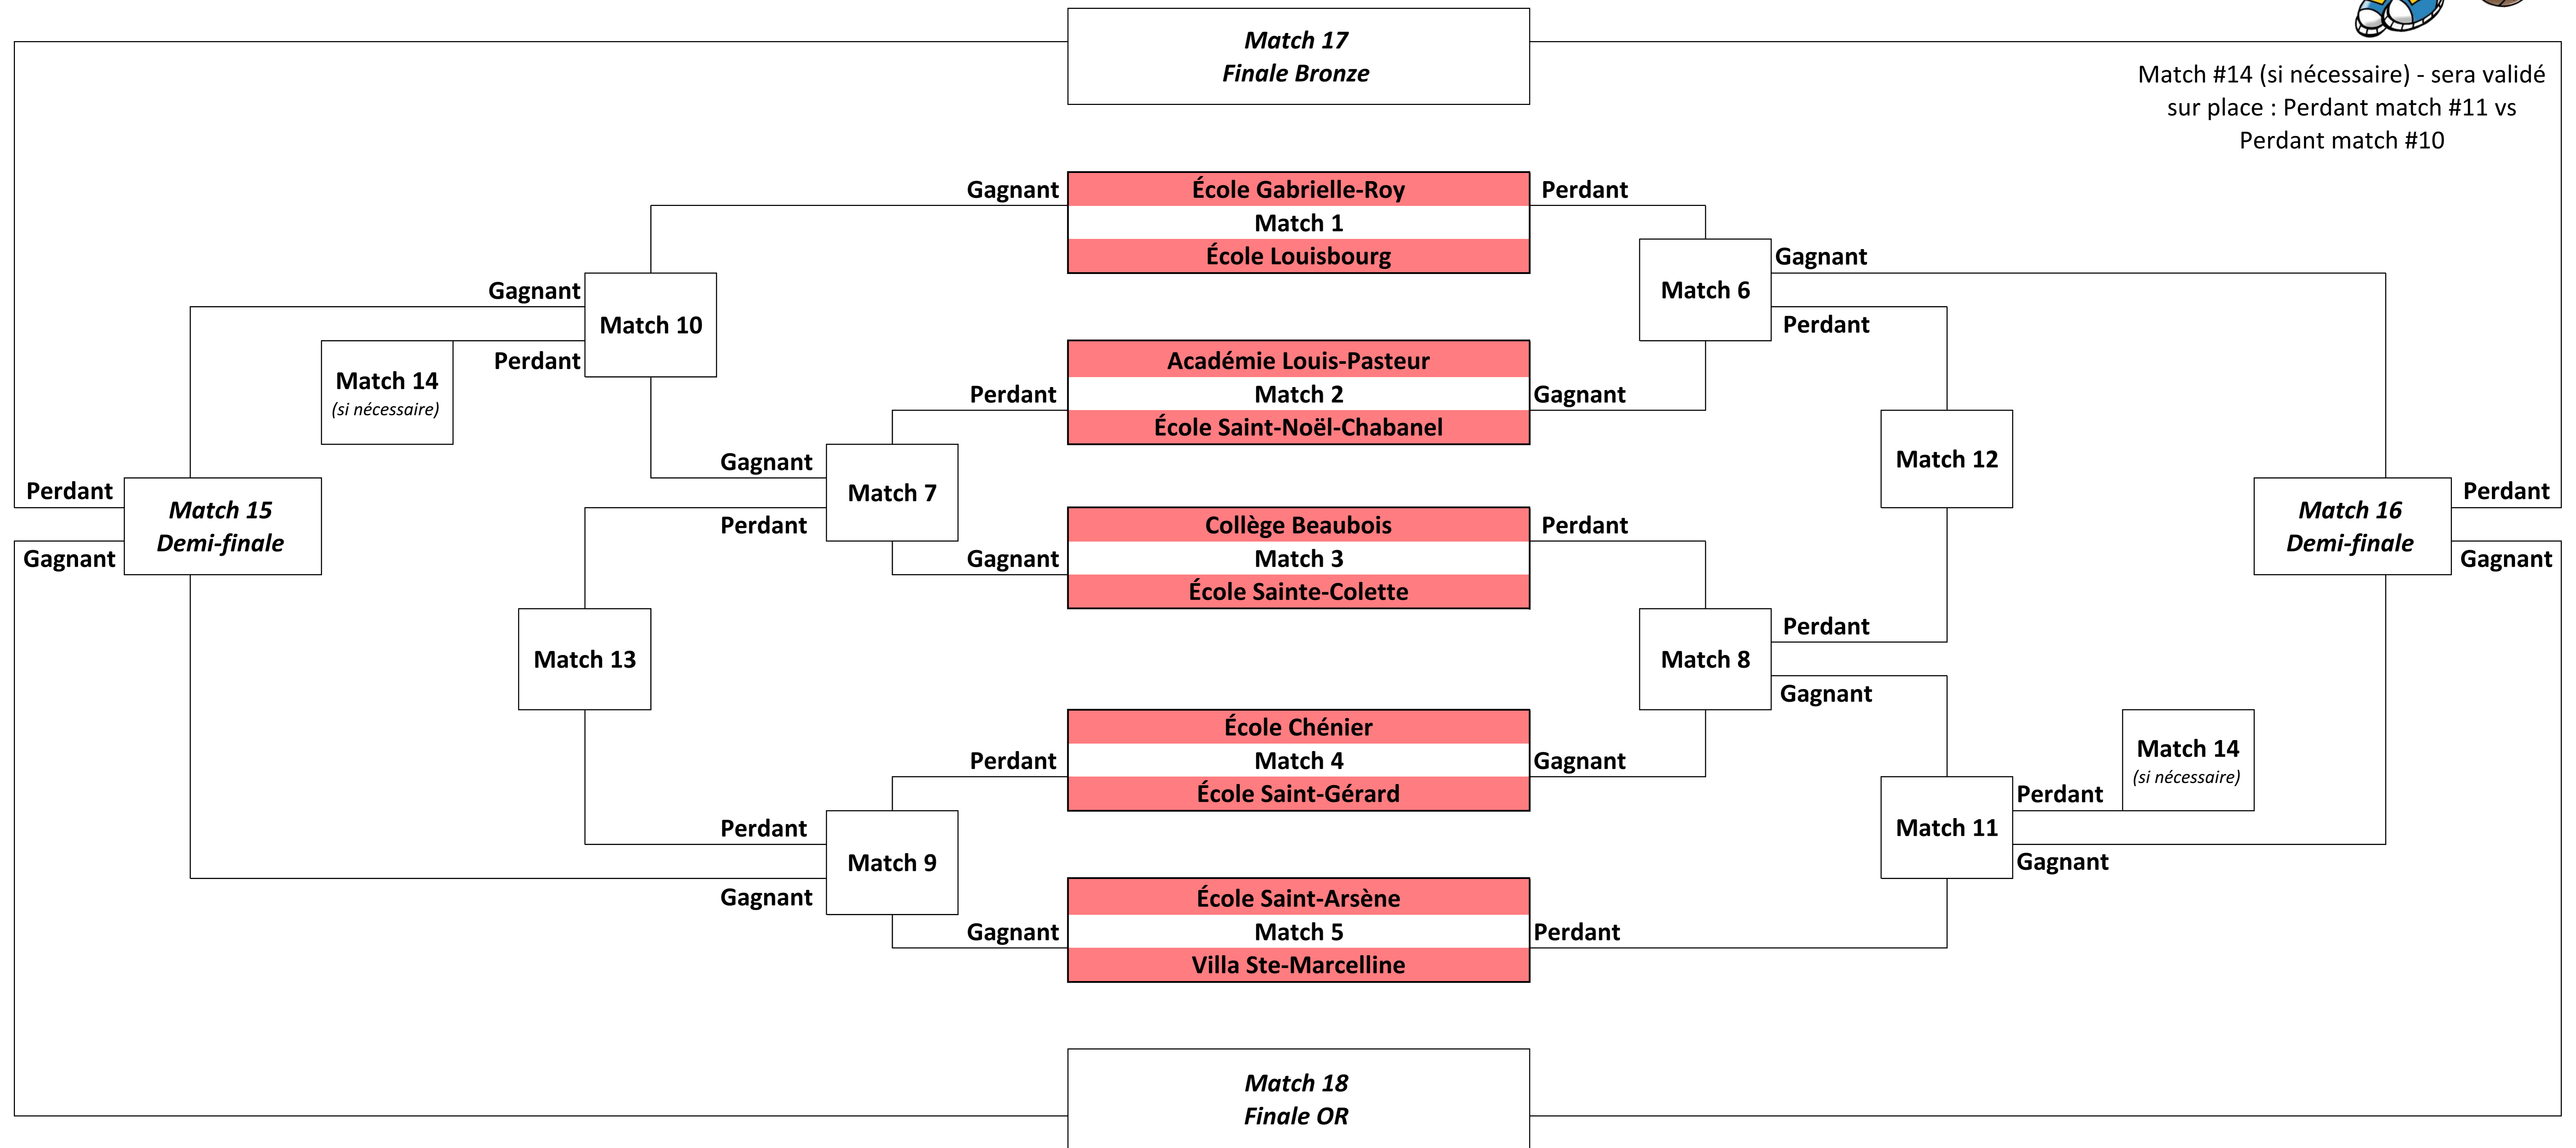 Match 17
Finale Bronze
Match #14 (si nécessaire) - sera validé
sur place : Perdant match #11 vs
Perdant match #10
Gagnant
École Gabrielle-Roy
Perdant
Match 1
École Louisbourg
Gagnant
Match 6
Gagnant
Match 10
Perdant
Perdant
Match 14
(si nécessaire)
Académie Louis-Pasteur
Perdant
Match 2
Gagnant
École Saint-Noël-Chabanel
Match 12
Gagnant
Match 7
Perdant
Perdant
Match 15
Demi-finale
Gagnant
Perdant
Collège Beaubois
Perdant
Gagnant
Match 3
École Sainte-Colette
Perdant
Match 16
Demi-finale
Gagnant
Match 13
Perdant
Match 8
Gagnant
École Chénier
Perdant
Match 4
Gagnant
École Saint-Gérard
Match 14
(si nécessaire)
Perdant
Match 11
Gagnant
Perdant
Match 9
Gagnant
École Saint-Arsène
Gagnant
Match 5
Perdant
Villa Ste-Marcelline
Match 18
Finale OR